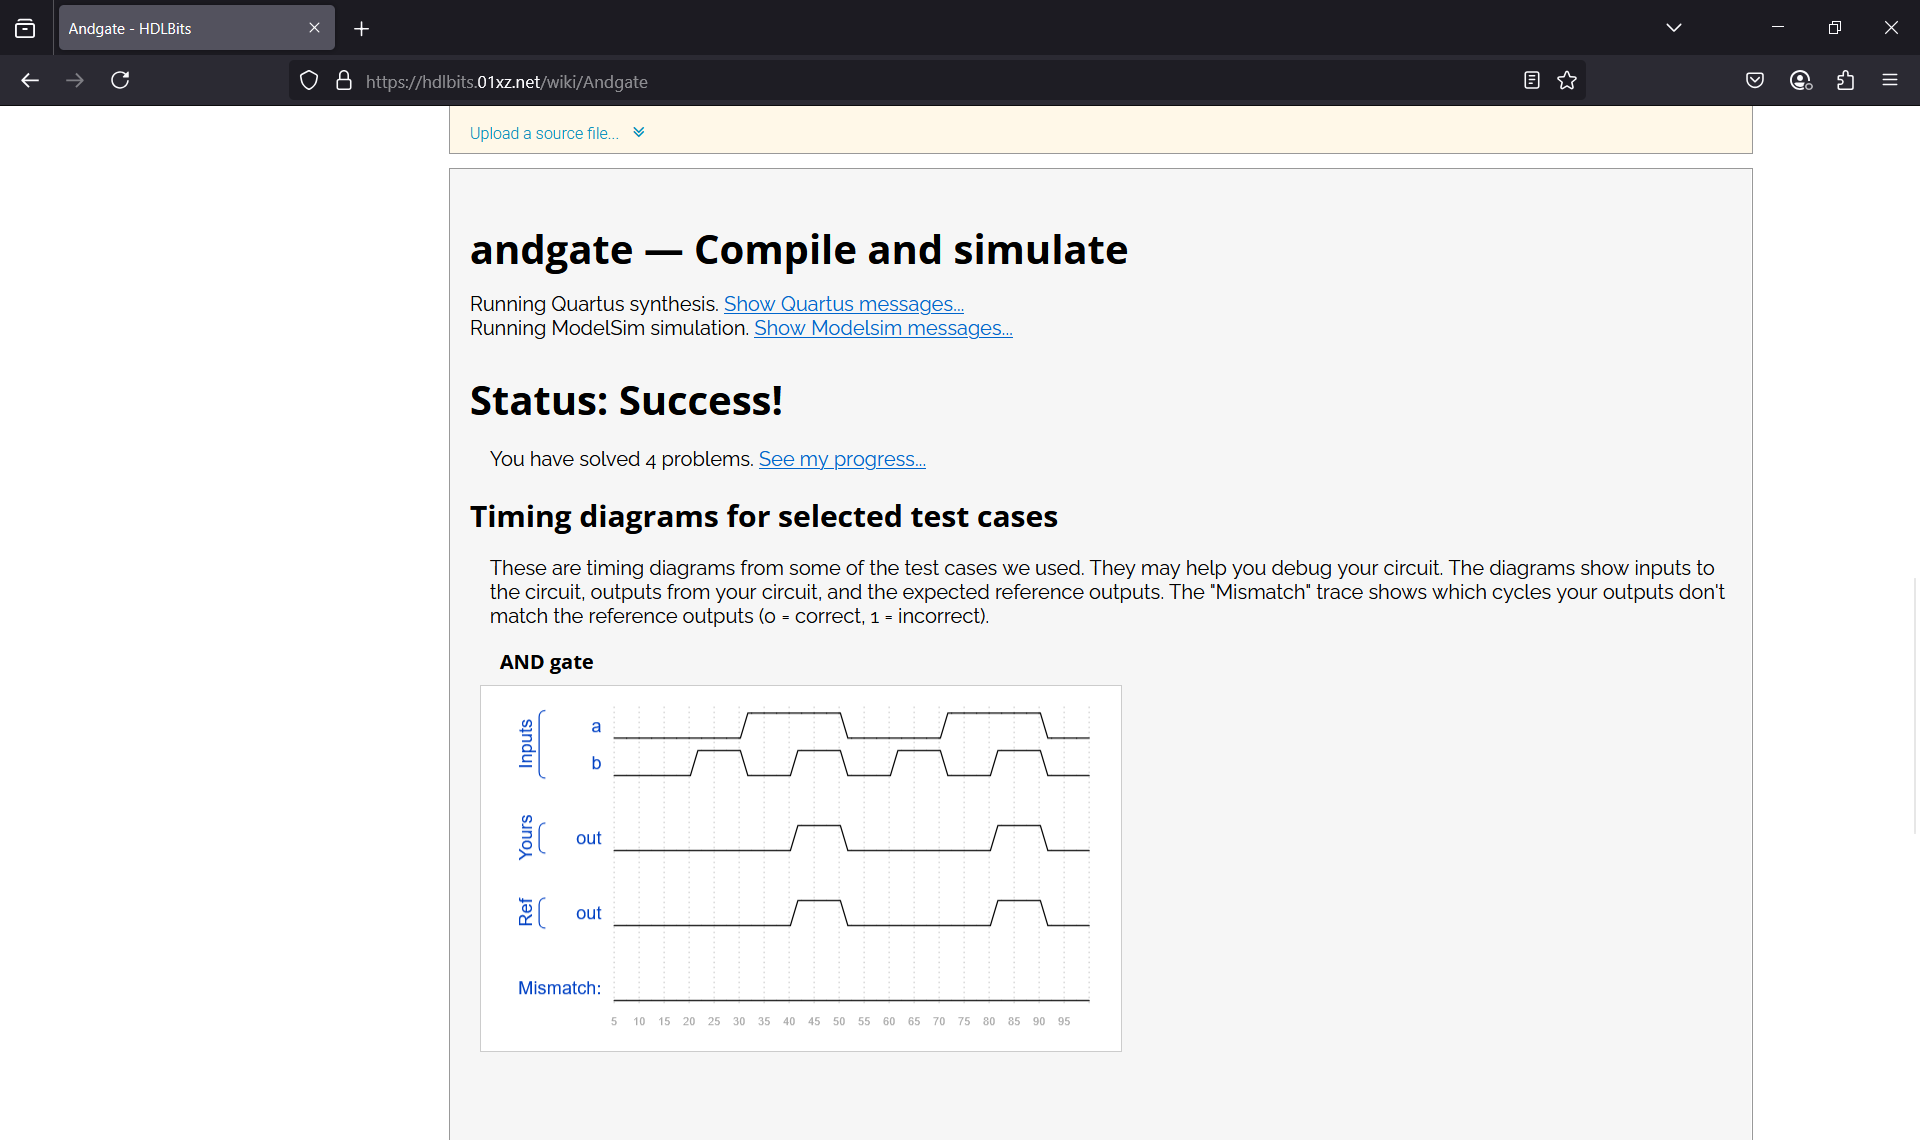 Andgate - HDLBits
https://hdlbits.01xz.net/wiki/Andgate
Upload a source file...
andgate — Compile and simulate
Running Quartus synthesis. Show Quartus messages...
Running ModelSim simulation. Show Modelsim messages...
Status: Success!
You have solved 4 problems. See my progress...
Timing diagrams for selected test cases
These are timing diagrams from some of the test cases we used. They may help you debug your circuit. The diagrams show inputs to
the circuit, outputs from your circuit, and the expected reference outputs. The "Mismatch" trace shows which cycles your outputs don't
match the reference outputs (0 = correct, 1 = incorrect).
AND gate
Inputs
a
b
Yours
out
Ref
out
Mismatch:
5 10 15 20 25 30 35 40 45 50 55 60 65 70 75 80 85 90 95